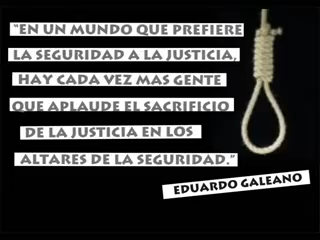 "EN UN MUNDO QUE PREFIERE
LA SEGURIDAD A LA JUSTICIA,
HAY CADA VEZ MAS GENTE
QUE APLAUDE EL SACRIFICIO
DE LA JUSTICIA EN LOS
ALTARES DE LA SEGURIDAD."
EDUARDO GALEANO